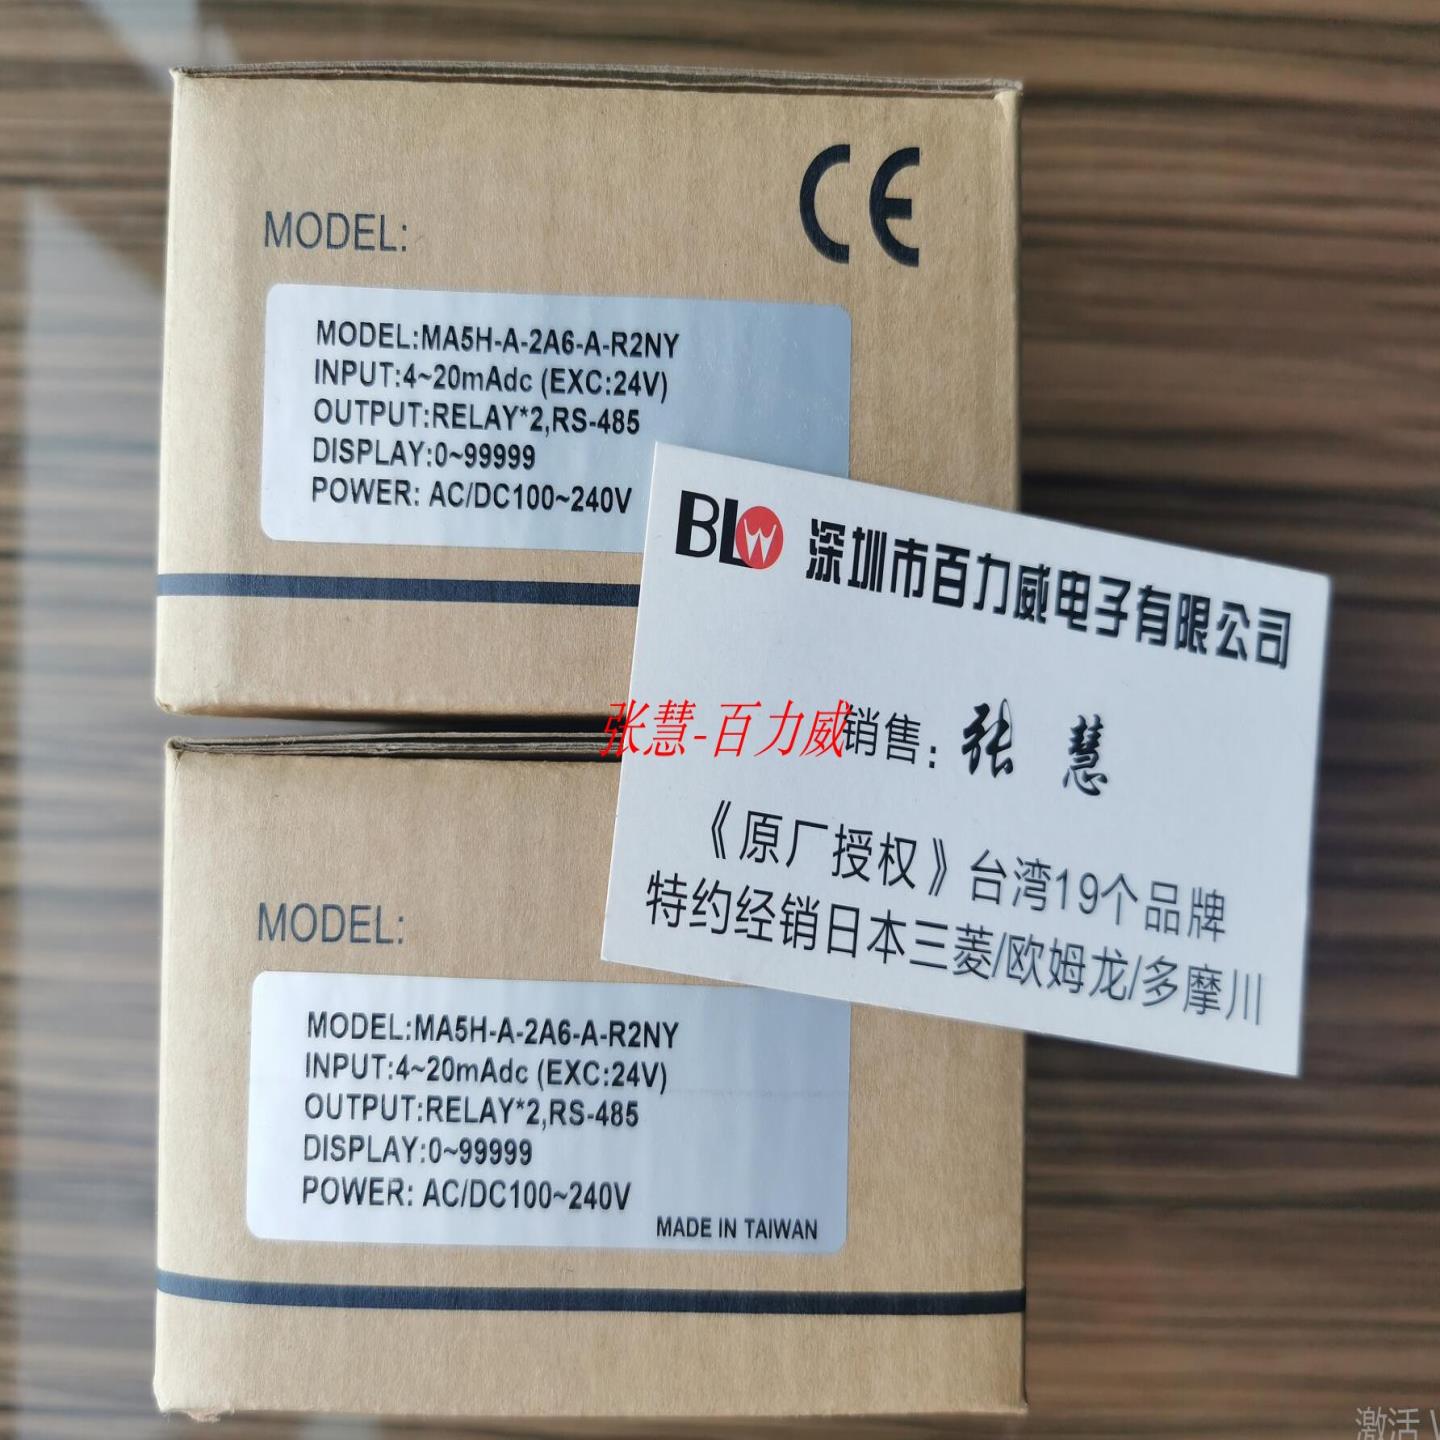 CE
MODEL:
MODEL:MA5H-A-2A6-A-R2NY
INPUT:4~20mAdc (EXC:24V)
OUTPUT:RELAY*2,RS-485
DISPLAY:0~99999
POWER: AC/DC100~240V
BLW 深圳市百力威电子有限公司
销售：张 慧
《原厂授权》台湾19个品牌
特约经销日本三菱/欧姆龙/多摩川
张慧-百力威
MODEL:
MODEL:MA5H-A-2A6-A-R2NY
INPUT:4~20mAdc (EXC:24V)
OUTPUT:RELAY*2,RS-485
DISPLAY:0~99999
POWER: AC/DC100~240V
MADE IN TAIWAN
激活